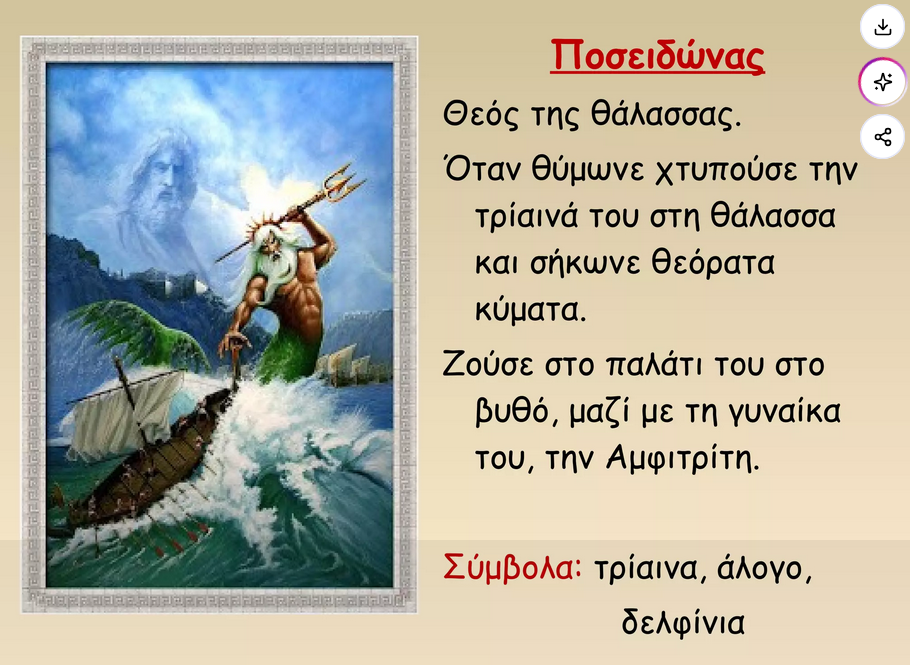 Ποσειδώνας
Θεός της θάλασσας.
Όταν θύμωνε χτυπούσε την
τρίαινά του στη θάλασσα
και σήκωνε θεόρατα
κύματα.
Ζούσε στο παλάτι του στο
βυθό, μαζί με τη γυναίκα
του, την Αμφιτρίτη.
Σύμβολα: τρίαινα, άλογο,
δελφίνια